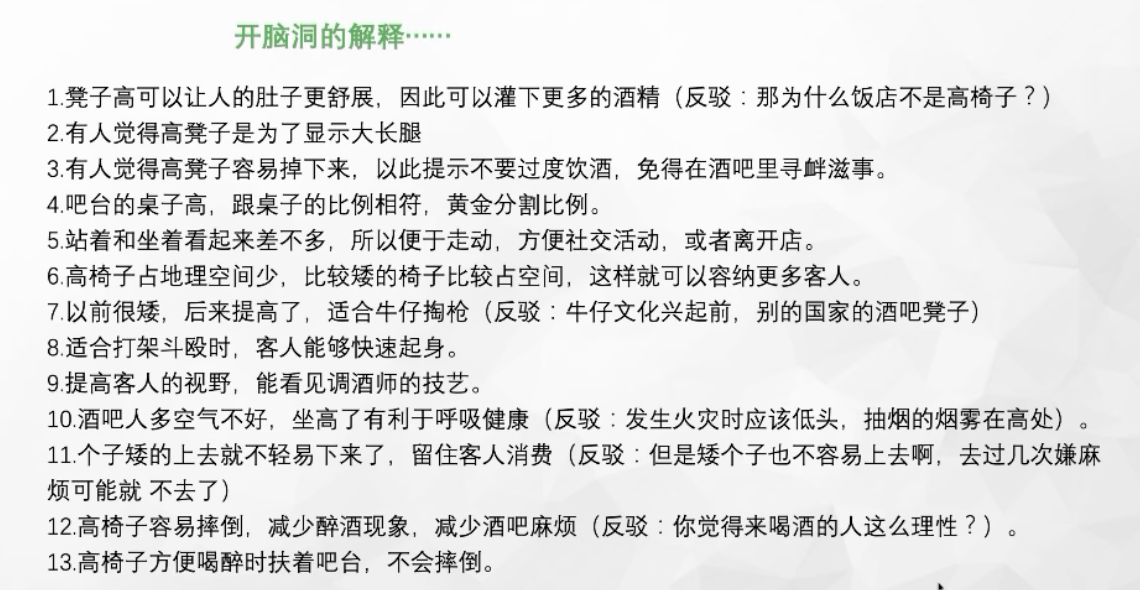 开脑洞的解释······
1.凳子高可以让人的肚子更舒展，因此可以灌下更多的酒精（反驳：那为什么饭店不是高椅子？）
2.有人觉得高凳子是为了显示大长腿
3.有人觉得高凳子容易掉下来，以此提示不要过度饮酒，免得在酒吧里寻衅滋事。
4.吧台的桌子高，跟桌子的比例相符，黄金分割比例。
5.站着和坐着看起来差不多，所以便于走动，方便社交活动，或者离开店。
6.高椅子占地理空间少，比较矮的椅子比较占空间，这样就可以容纳更多客人。
7.以前很矮，后来提高了，适合牛仔掏枪（反驳：牛仔文化兴起前，别的国家的酒吧凳子）
8.适合打架斗殴时，客人能够快速起身。
9.提高客人的视野，能看见调酒师的技艺。
10.酒吧人多空气不好，坐高了有利于呼吸健康（反驳：发生火灾时应该低头，抽烟的烟雾在高处）。
11.个子矮的上去就不轻易下来了，留住客人消费（反驳：但是矮个子也不容易上去啊，去过几次嫌麻
烦可能就 不去了）
12.高椅子容易摔倒，减少醉酒现象，减少酒吧麻烦（反驳：你觉得来喝酒的人这么理性？）。
13.高椅子方便喝醉时扶着吧台，不会摔倒。